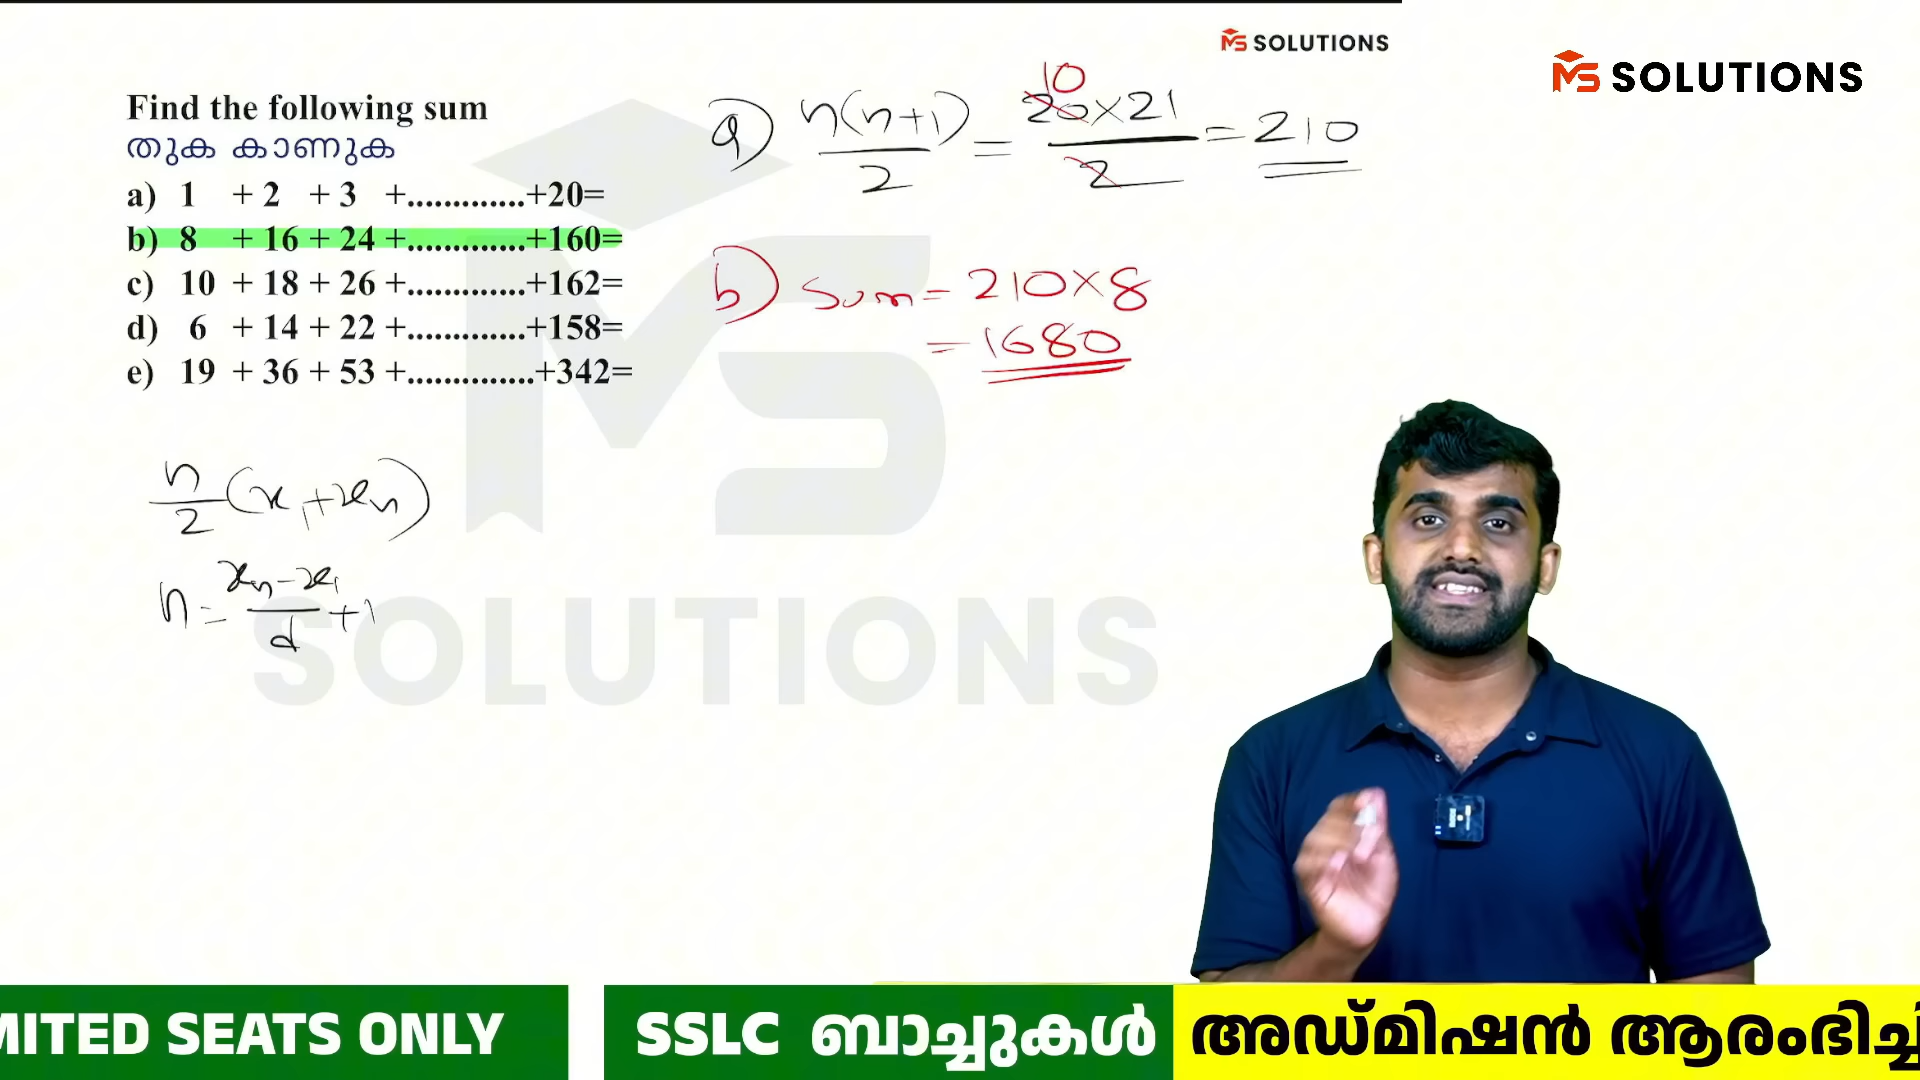 MS SOLUTIONS
MS SOLUTIONS
Find the following sum
തുക കാണുക
a) 1 + 2 + 3 +.............+20=
b) 8 + 16 + 24 +.............+160=
c) 10 + 18 + 26 +.............+162=
d) 6 + 14 + 22 +.............+158=
e) 19 + 36 + 53 +..............+342=
a) n(n+1)/2 = 20×21/2 = 210
10
b) Sum = 210×8
= 1680
n/2 (x₁+xₙ)
n = xₙ-x₁/d +1
MS
SOLUTIONS
MITED SEATS ONLY
SSLC ബാച്ചുകൾ
അഡ്മിഷൻ ആരംഭിച്ചി